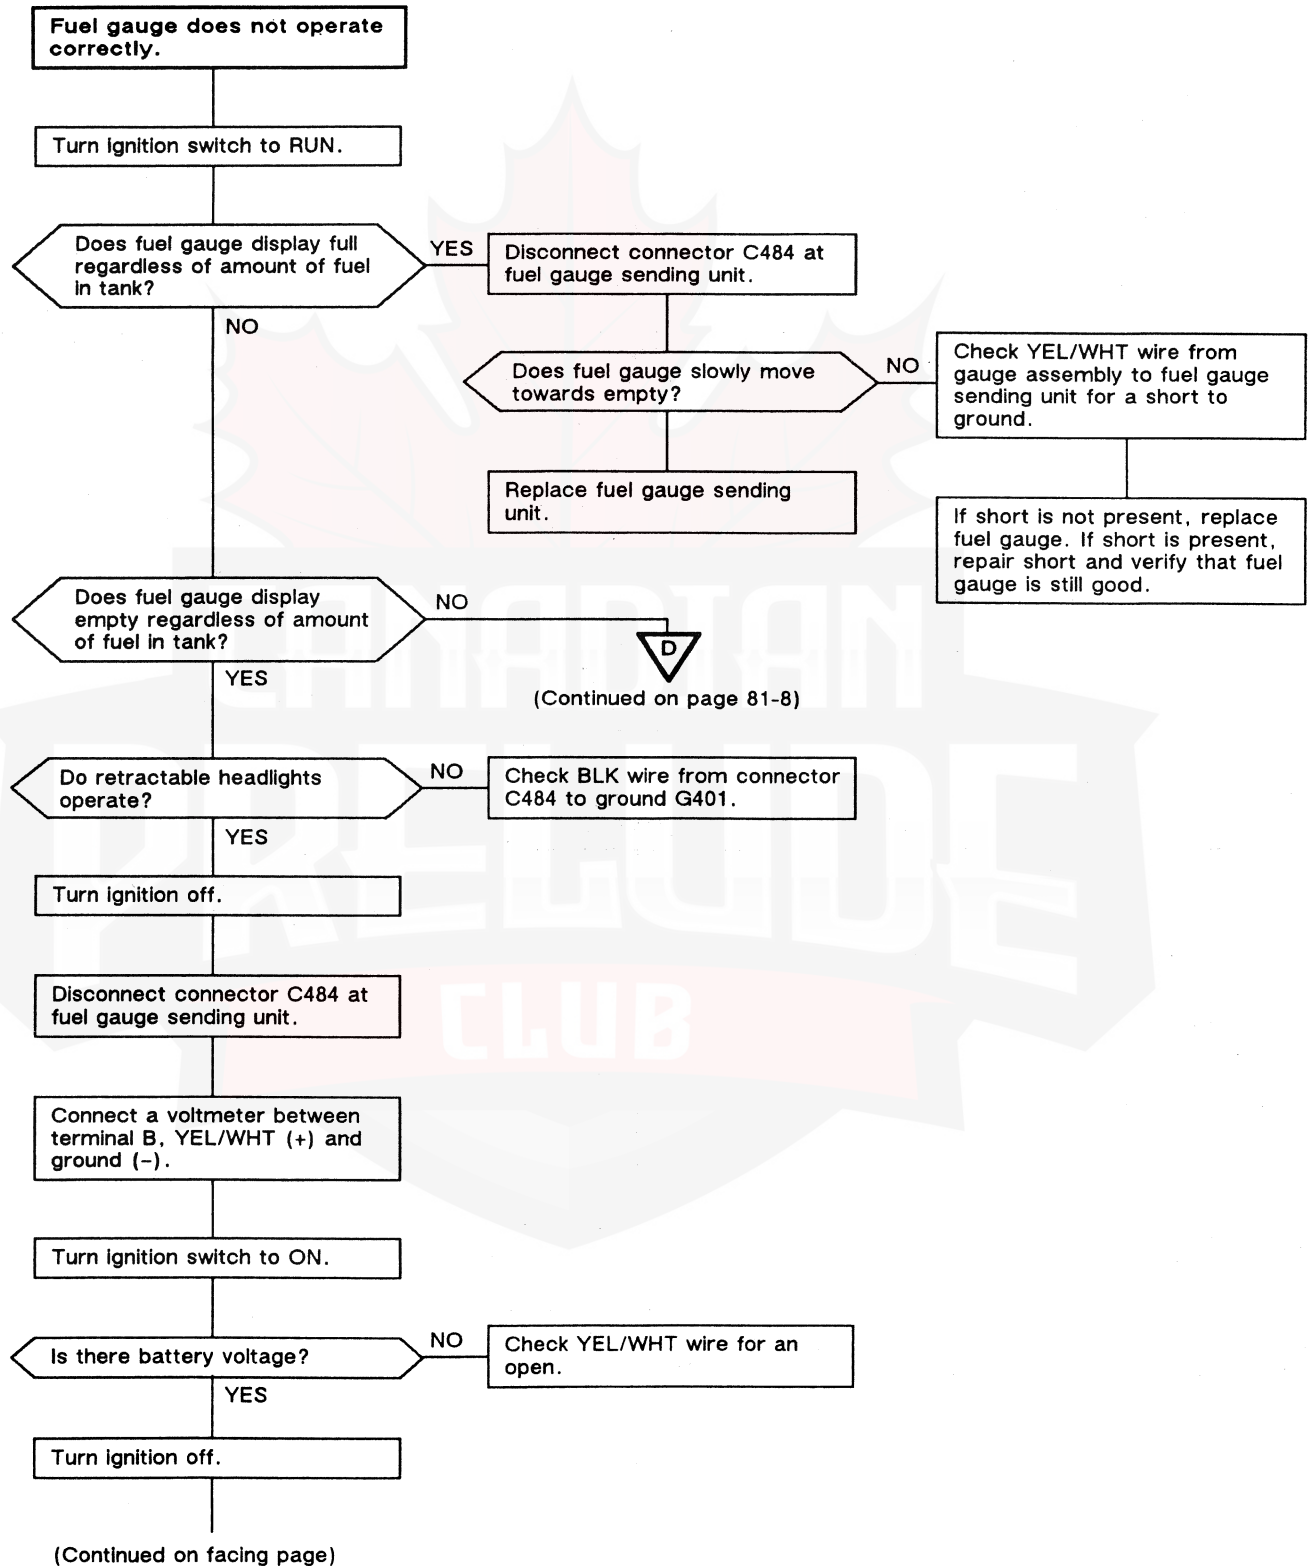 Fuel gauge does not operate
correctly.
Turn ignition switch to RUN.
Does fuel gauge display full
regardless of amount of fuel
in tank?
YES
Disconnect connector C484 at
fuel gauge sending unit.
NO
Does fuel gauge slowly move
towards empty?
NO
Check YEL/WHT wire from
gauge assembly to fuel gauge
sending unit for a short to
ground.
Replace fuel gauge sending
unit.
If short is not present, replace
fuel gauge. If short is present,
repair short and verify that fuel
gauge is still good.
Does fuel gauge display
empty regardless of amount
of fuel in tank?
NO
D
(Continued on page 81-8)
YES
Do retractable headlights
operate?
NO
Check BLK wire from connector
C484 to ground G401.
YES
Turn ignition off.
Disconnect connector C484 at
fuel gauge sending unit.
Connect a voltmeter between
terminal B, YEL/WHT (+) and
ground (-).
Turn ignition switch to ON.
Is there battery voltage?
NO
Check YEL/WHT wire for an
open.
YES
Turn ignition off.
(Continued on facing page)
CANADIAN
PRELUDE
CLUB